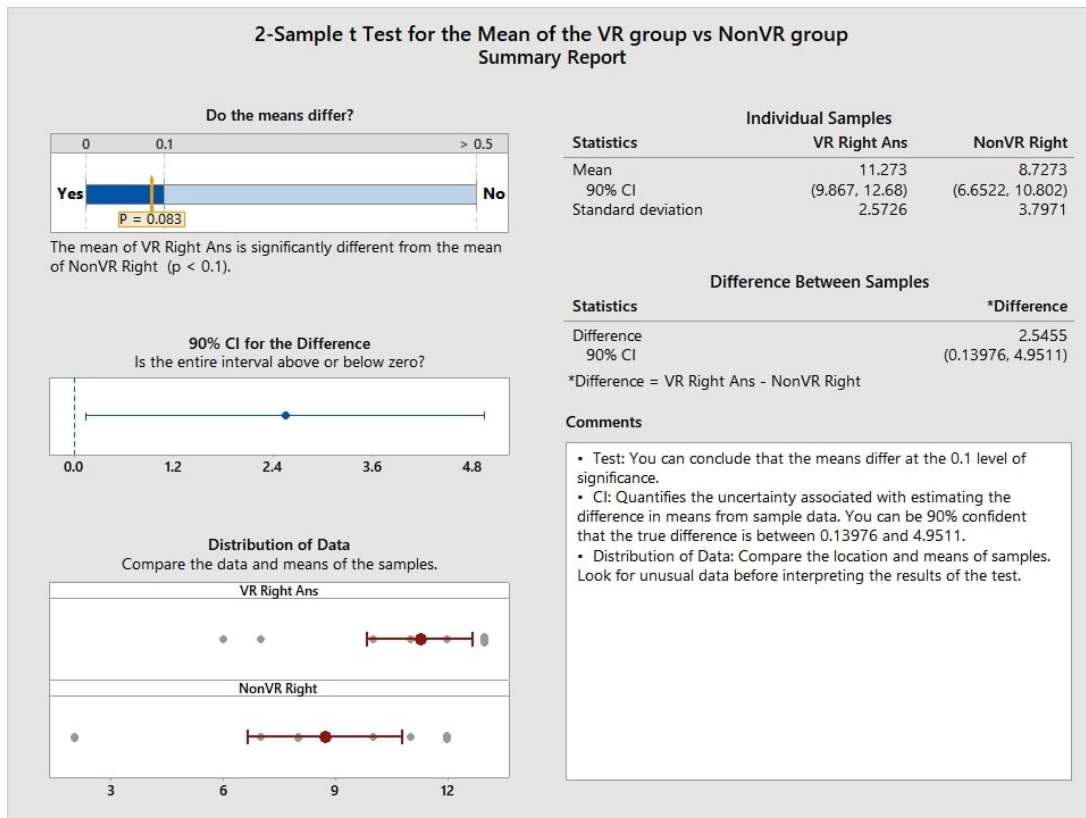 2-Sample t Test for the Mean of the VR group vs NonVR group
Summary Report
Do the means differ?
0 0.1 > 0.5
Yes No
P = 0.083
The mean of VR Right Ans is significantly different from the mean
of NonVR Right (p < 0.1).
90% CI for the Difference
Is the entire interval above or below zero?
0.0 1.2 2.4 3.6 4.8
Distribution of Data
Compare the data and means of the samples.
VR Right Ans
NonVR Right
3 6 9 12
Individual Samples
Statistics VR Right Ans NonVR Right
Mean 11.273 8.7273
90% CI (9.867, 12.68) (6.6522, 10.802)
Standard deviation 2.5726 3.7971
Difference Between Samples
Statistics *Difference
Difference 2.5455
90% CI (0.13976, 4.9511)
*Difference = VR Right Ans - NonVR Right
Comments
• Test: You can conclude that the means differ at the 0.1 level of
significance.
• CI: Quantifies the uncertainty associated with estimating the
difference in means from sample data. You can be 90% confident
that the true difference is between 0.13976 and 4.9511.
• Distribution of Data: Compare the location and means of samples.
Look for unusual data before interpreting the results of the test.